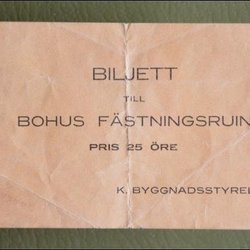 BILJETT
TILL
BOHUS FÄSTNINGSRUIN
PRIS 25 ÖRE
K. BYGGNADSSTYREL